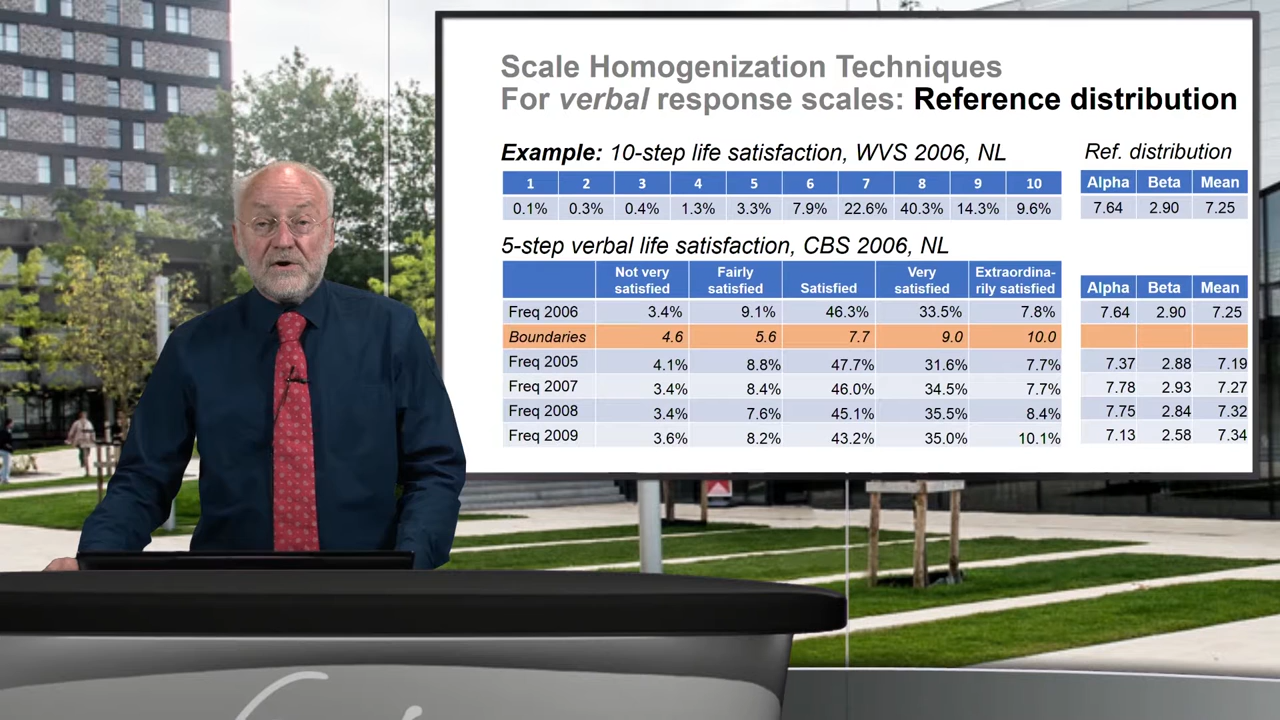 Scale Homogenization Techniques
For verbal response scales: Reference distribution
Example: 10-step life satisfaction, WVS 2006, NL
Ref. distribution
1 2 3 4 5 6 7 8 9 10
Alpha Beta Mean
0.1% 0.3% 0.4% 1.3% 3.3% 7.9% 22.6% 40.3% 14.3% 9.6%
7.64 2.90 7.25
5-step verbal life satisfaction, CBS 2006, NL
Not very satisfied Fairly satisfied Satisfied Very satisfied Extraordina-rily satisfied
Alpha Beta Mean
Freq 2006 3.4% 9.1% 46.3% 33.5% 7.8% 7.64 2.90 7.25
Boundaries 4.6 5.6 7.7 9.0 10.0
Freq 2005 4.1% 8.8% 47.7% 31.6% 7.7% 7.37 2.88 7.19
Freq 2007 3.4% 8.4% 46.0% 34.5% 7.7% 7.78 2.93 7.27
Freq 2008 3.4% 7.6% 45.1% 35.5% 8.4% 7.75 2.84 7.32
Freq 2009 3.6% 8.2% 43.2% 35.0% 10.1% 7.13 2.58 7.34